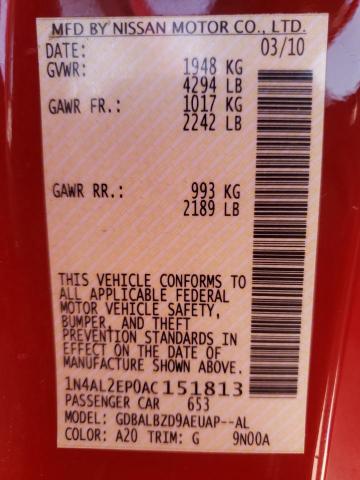 MFD BY NISSAN MOTOR CO., LTD.
DATE: 03/10
GVWR: 1948 KG
4294 LB
GAWR FR.: 1017 KG
2242 LB
GAWR RR.: 993 KG
2189 LB
THIS VEHICLE CONFORMS TO
ALL APPLICABLE FEDERAL
MOTOR VEHICLE SAFETY,
BUMPER, AND THEFT
PREVENTION STANDARDS IN
EFFECT ON THE DATE OF
MANUFACTURE SHOWN ABOVE.
1N4AL2EP0AC151813
PASSENGER CAR 653
MODEL: GDBALBZD9AEUAP--AL
COLOR: A20 TRIM: G 9N00A